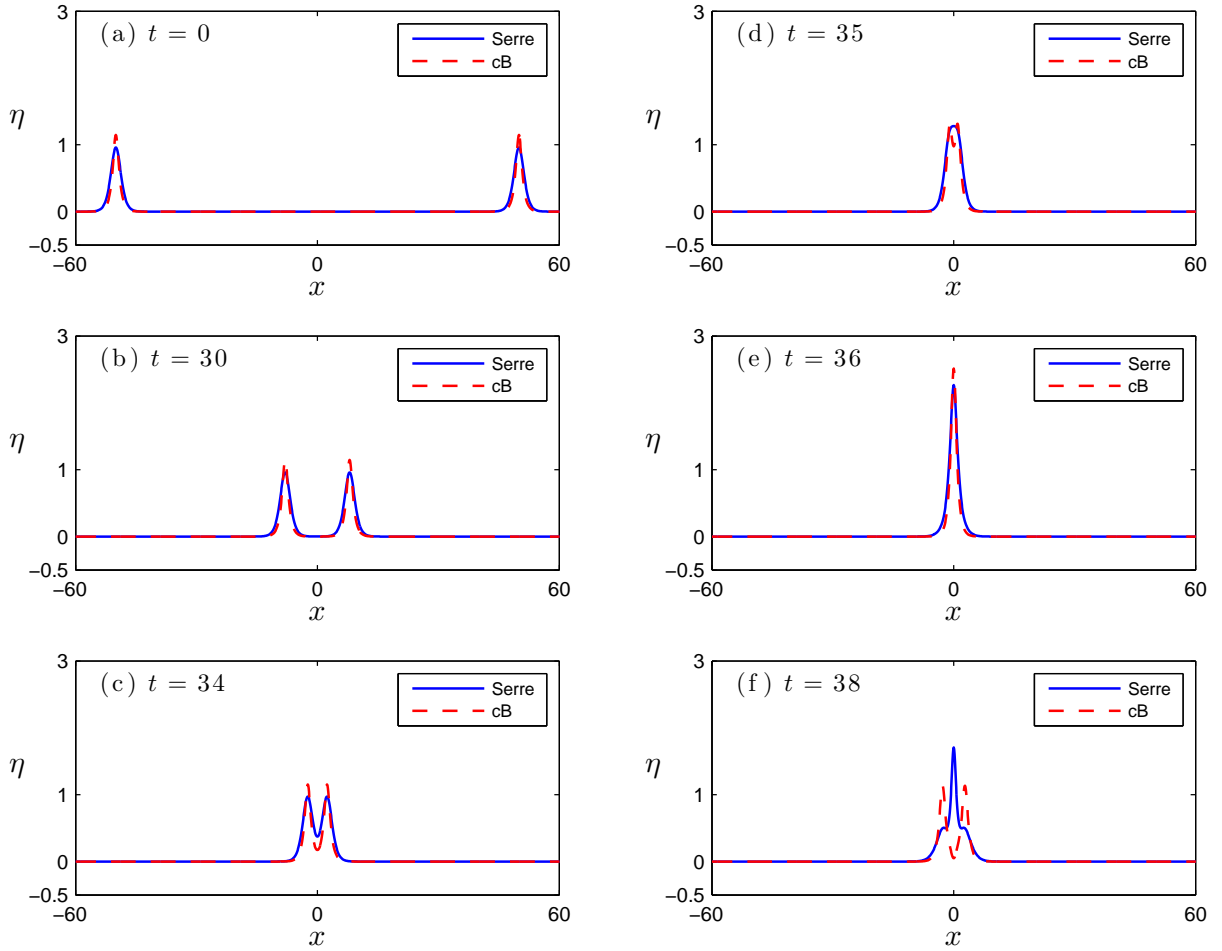 (a) t = 0
Serre
cB
η
3
1
0
−0.5
−60
0
60
x
(b) t = 30
Serre
cB
η
3
1
0
−0.5
−60
0
60
x
(c) t = 34
Serre
cB
η
3
1
0
−0.5
−60
0
60
x
(d) t = 35
Serre
cB
η
3
1
0
−0.5
−60
0
60
x
(e) t = 36
Serre
cB
η
3
1
0
−0.5
−60
0
60
x
(f) t = 38
Serre
cB
η
3
1
0
−0.5
−60
0
60
x